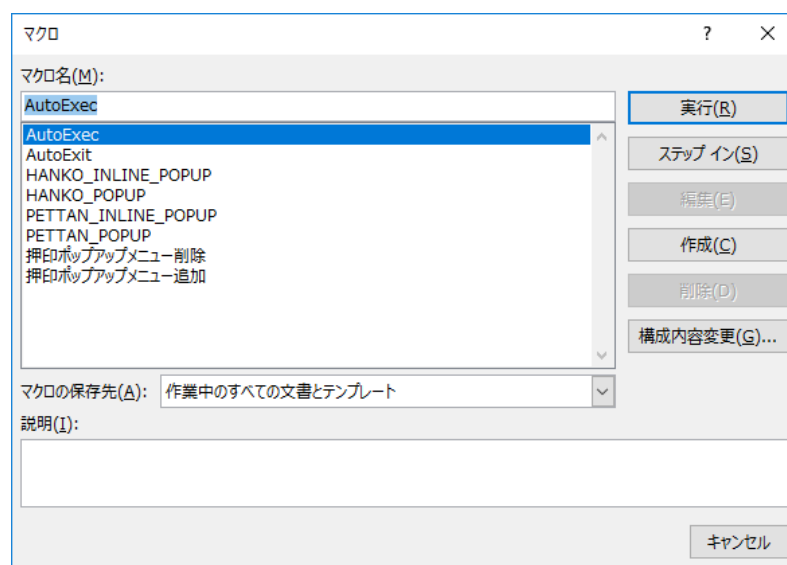 マクロ
マクロ名(M):
AutoExec
AutoExec
AutoExit
HANKO_INLINE_POPUP
HANKO_POPUP
PETTAN_INLINE_POPUP
PETTAN_POPUP
押印ポップアップメニュー削除
押印ポップアップメニュー追加
実行(R)
ステップ イン(S)
編集(E)
作成(C)
削除(D)
構成内容変更(G)...
マクロの保存先(A): 作業中のすべての文書とテンプレート
説明(I):
キャンセル